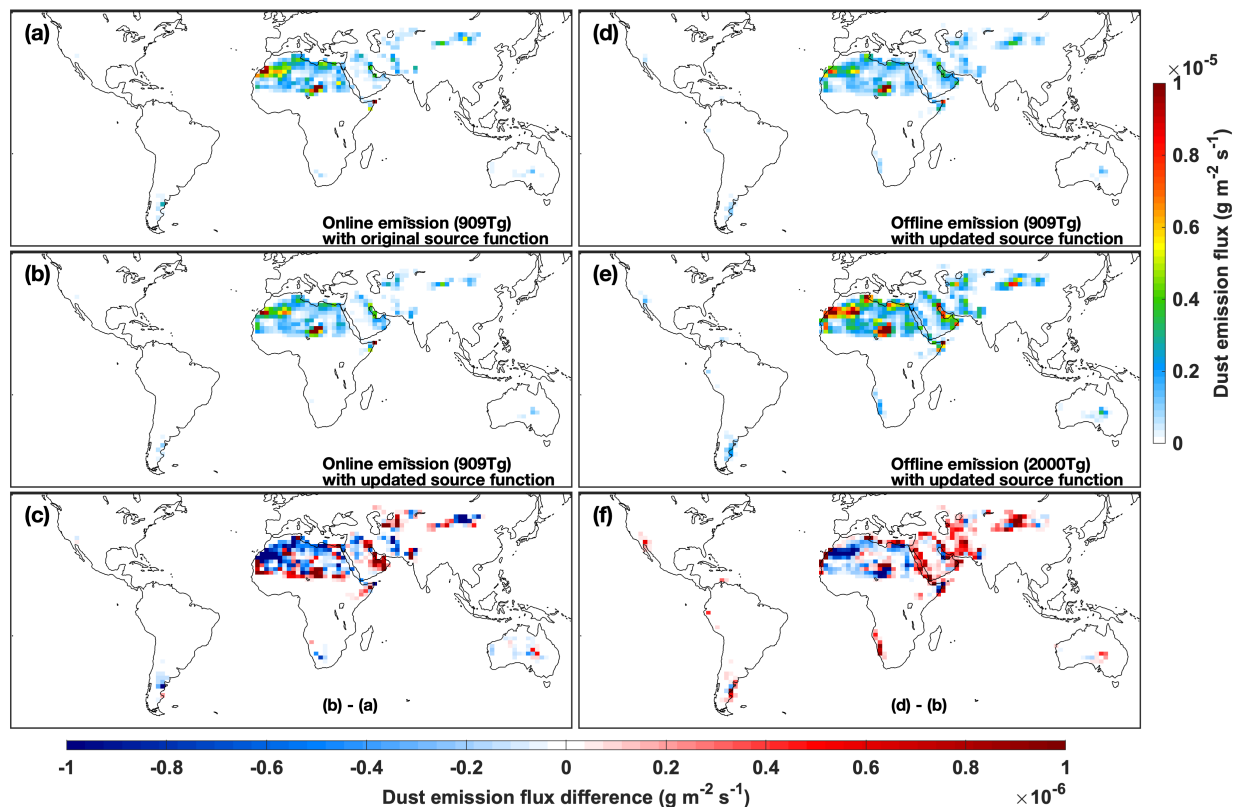 (a)
Online emission (909Tg)
with original source function
(d)
Offline emission (909Tg)
with updated source function
(b)
Online emission (909Tg)
with updated source function
(e)
Offline emission (2000Tg)
with updated source function
(c)
(b) - (a)
(f)
(d) - (b)
×10⁻⁵
1
0.8
0.6
0.4
0.2
0
Dust emission flux (g m⁻² s⁻¹)
-1 -0.8 -0.6 -0.4 -0.2 0 0.2 0.4 0.6 0.8 1
Dust emission flux difference (g m⁻² s⁻¹)
×10⁻⁶